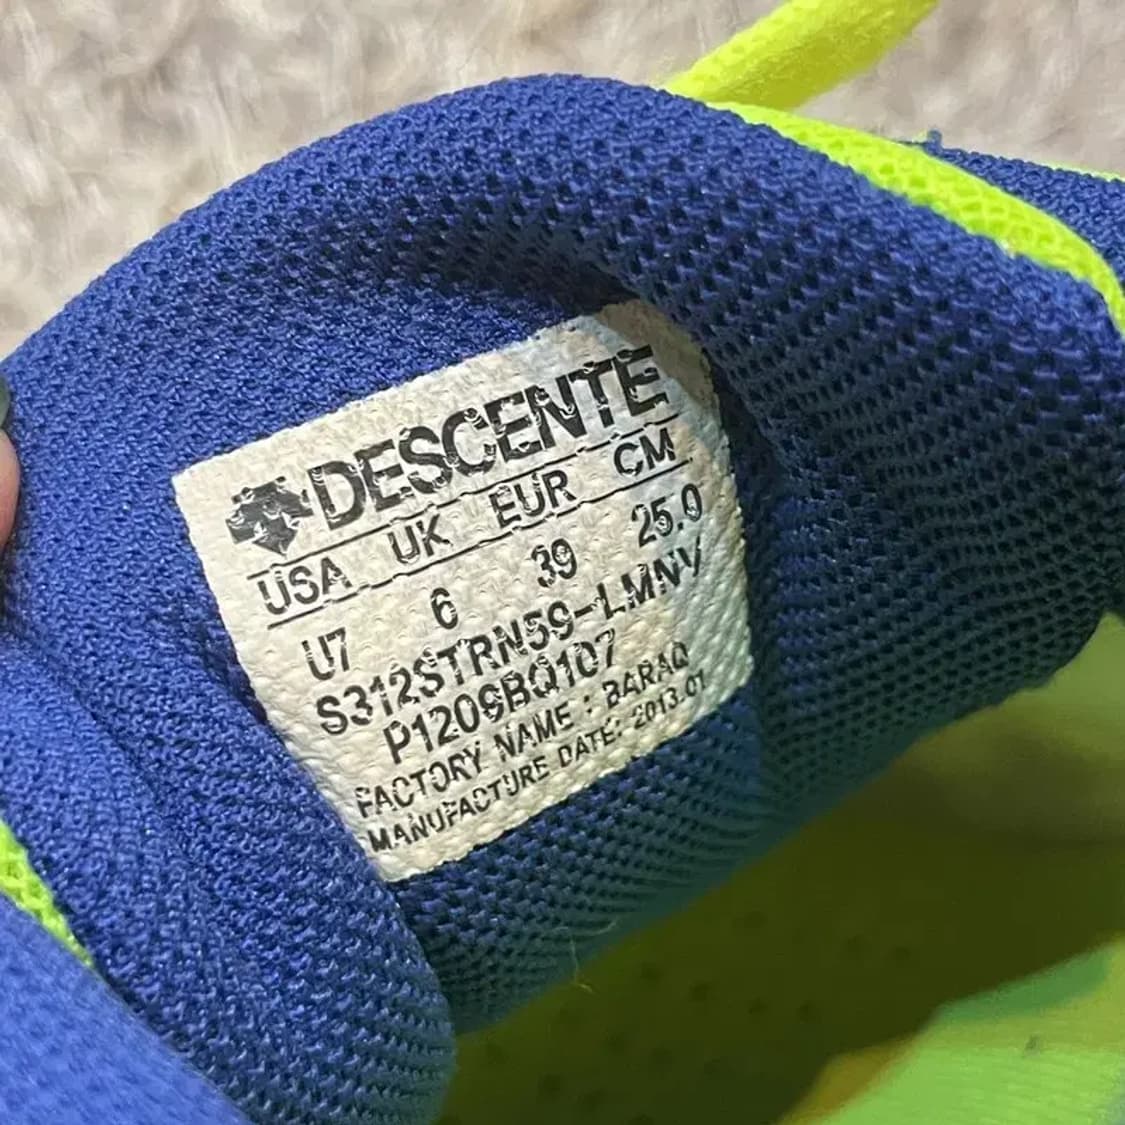 DESCENTE
USA UK EUR CM
U7 6 39 25.0
S312STRN59-LMNV
P1209BQ107
FACTORY NAME : BARAQ
MANUFACTURE DATE: 2013.01